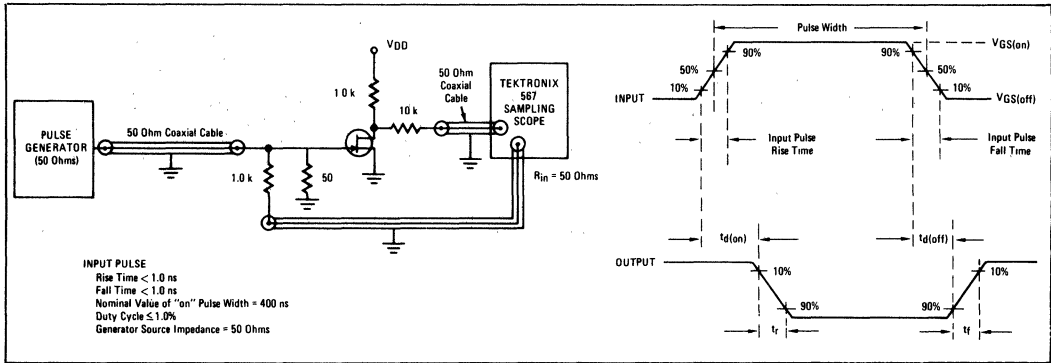 VDD
1 0 k
10 k
50 Ohm
Coaxial
Cable
TEKTRONIX
567
SAMPLING
SCOPE
Rin = 50 Ohms
PULSE
GENERATOR
(50 Ohms)
50 Ohm Coaxial Cable
1.0 k
50
INPUT PULSE
Rise Time < 1.0 ns
Fall Time < 1.0 ns
Nominal Value of "on" Pulse Width = 400 ns
Duty Cycle ≤ 1.0%
Generator Source Impedance = 50 Ohms
Pulse Width
VGS(on)
90%
90%
50%
50%
10%
10%
INPUT
VGS(off)
Input Pulse
Rise Time
Input Pulse
Fall Time
td(on)
td(off)
OUTPUT
10%
10%
90%
90%
tr
tf